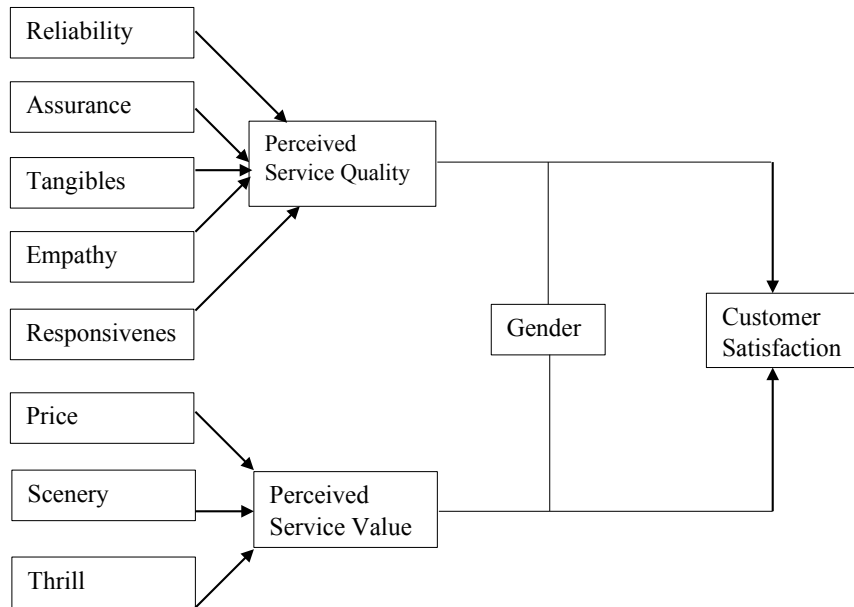 Reliability
Assurance
Tangibles
Empathy
Responsivenes
Perceived
Service Quality
Gender
Customer
Satisfaction
Price
Scenery
Thrill
Perceived
Service Value